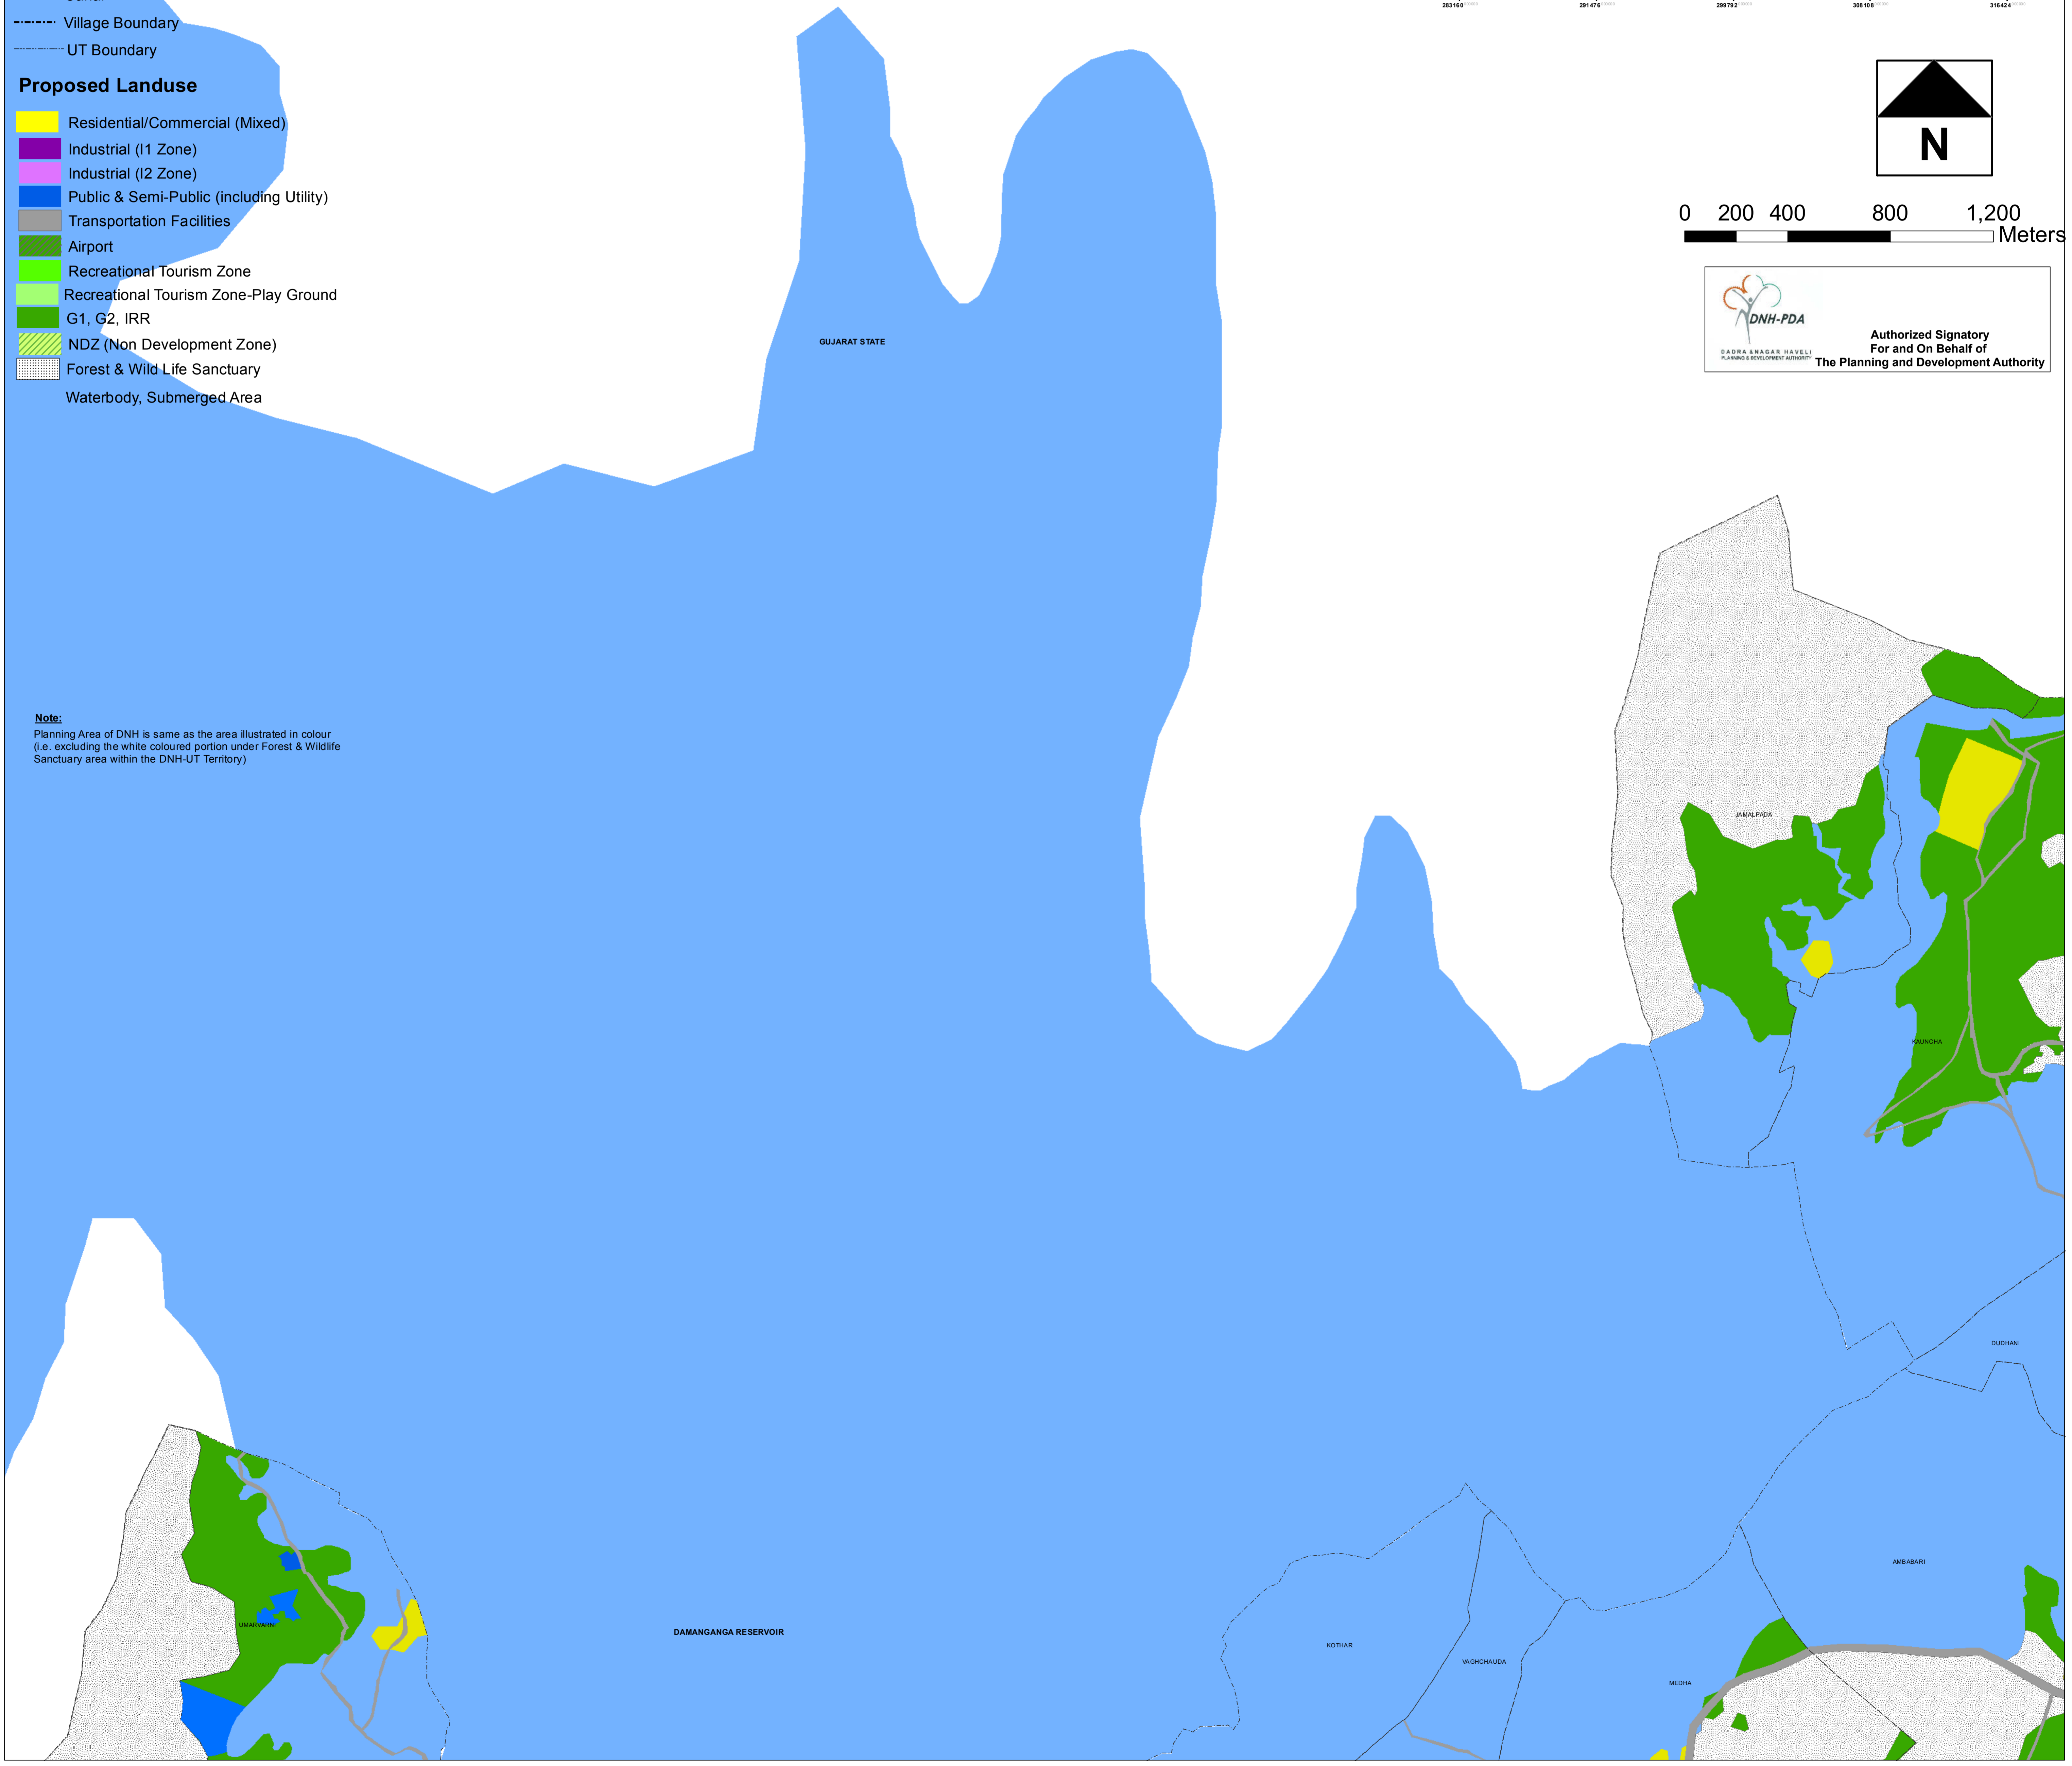 Village Boundary
UT Boundary
Proposed Landuse
Residential/Commercial (Mixed)
Industrial (I1 Zone)
Industrial (I2 Zone)
Public & Semi-Public (including Utility)
Transportation Facilities
Airport
Recreational Tourism Zone
Recreational Tourism Zone-Play Ground
G1, G2, IRR
NDZ (Non Development Zone)
Forest & Wild Life Sanctuary
Waterbody, Submerged Area
Note:
Planning Area of DNH is same as the area illustrated in colour
(i.e. excluding the white coloured portion under Forest & Wildlife
Sanctuary area within the DNH-UT Territory)
283160
291476
299792
308108
316424
N
0 200 400 800 1,200
Meters
DNH-PDA
DADRA & NAGAR HAVELI
PLANNING & DEVELOPMENT AUTHORITY
Authorized Signatory
For and On Behalf of
The Planning and Development Authority
GUJARAT STATE
JAMALPADA
KAUNCHA
DUDHANI
AMBABARI
UMARVARNI
DAMANGANGA RESERVOIR
KOTHAR
VAGHCHAUDA
MEDHA